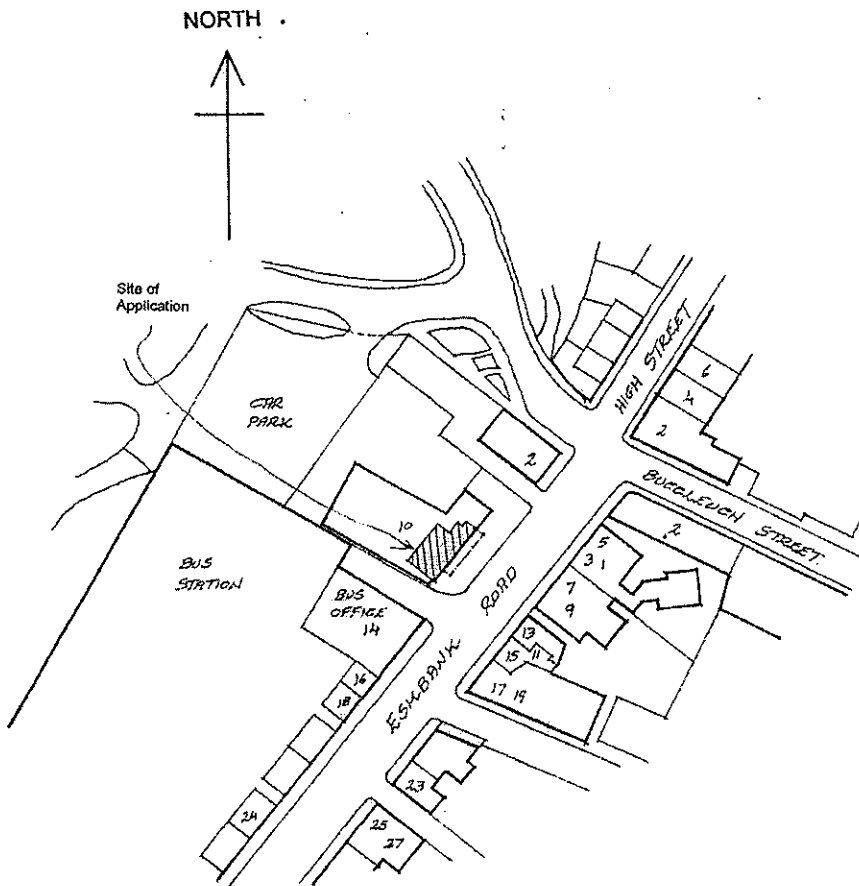 NORTH
Site of
Application
HIGH STREET
6
4
2
CAR
PARK
2
BUCCLEUCH STREET.
2
10
5
3 1
BUS
STATION
7
9
BUS
OFFICE
14
ROAD
13
15 11
16
18
17 19
ESKBANK
23
24
25
27